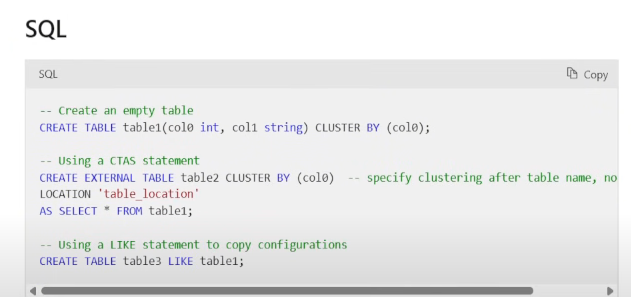 SQL
SQL
Copy
-- Create an empty table
CREATE TABLE table1(col0 int, col1 string) CLUSTER BY (col0);
-- Using a CTAS statement
CREATE EXTERNAL TABLE table2 CLUSTER BY (col0)  -- specify clustering after table name, no
LOCATION 'table_location'
AS SELECT * FROM table1;
-- Using a LIKE statement to copy configurations
CREATE TABLE table3 LIKE table1;